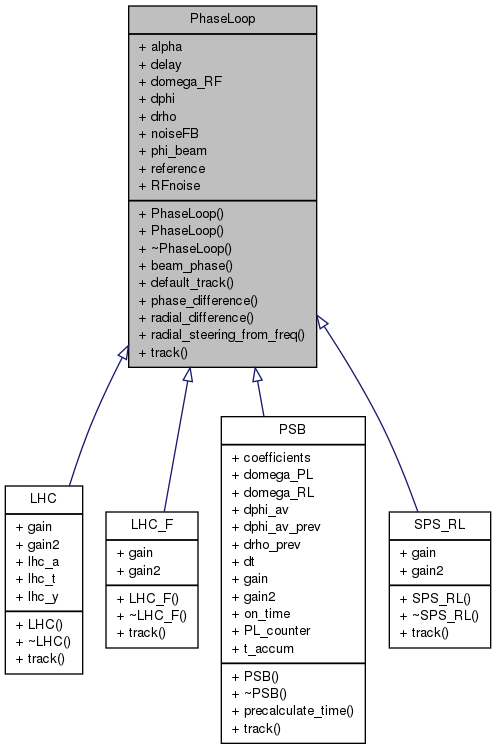 PhaseLoop
+ alpha
+ delay
+ domega_RF
+ dphi
+ drho
+ noiseFB
+ phi_beam
+ reference
+ RFnoise
+ PhaseLoop()
+ PhaseLoop()
+ ~PhaseLoop()
+ beam_phase()
+ default_track()
+ phase_difference()
+ radial_difference()
+ radial_steering_from_freq()
+ track()
LHC
+ gain
+ gain2
+ lhc_a
+ lhc_t
+ lhc_y
+ LHC()
+ ~LHC()
+ track()
LHC_F
+ gain
+ gain2
+ LHC_F()
+ ~LHC_F()
+ track()
PSB
+ coefficients
+ domega_PL
+ domega_RL
+ dphi_av
+ dphi_av_prev
+ drho_prev
+ dt
+ gain
+ gain2
+ on_time
+ PL_counter
+ t_accum
+ PSB()
+ ~PSB()
+ precalculate_time()
+ track()
SPS_RL
+ gain
+ gain2
+ SPS_RL()
+ ~SPS_RL()
+ track()